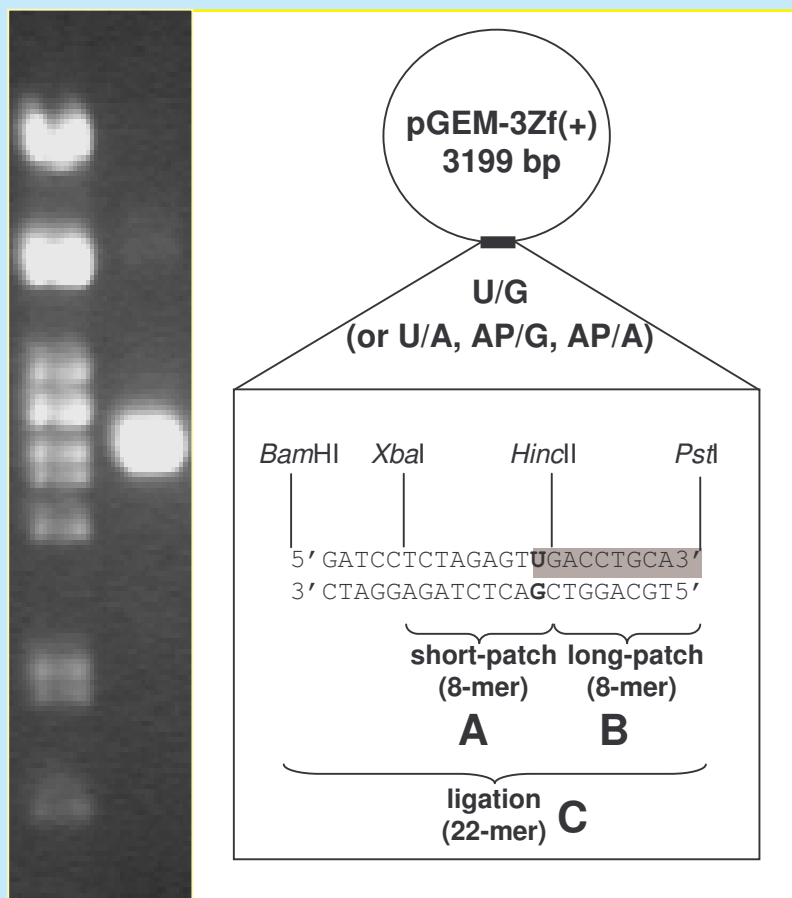 pGEM-3Zf(+)
3199 bp
U/G
(or U/A, AP/G, AP/A)
BamHI XbaI HincII PstI
5’GATCCTCTAGAGTUGACCTGCA3’
3’CTAGGAGATCTCAGCTGGACGT5’
short-patch long-patch
(8-mer) (8-mer)
A B
ligation
(22-mer) C